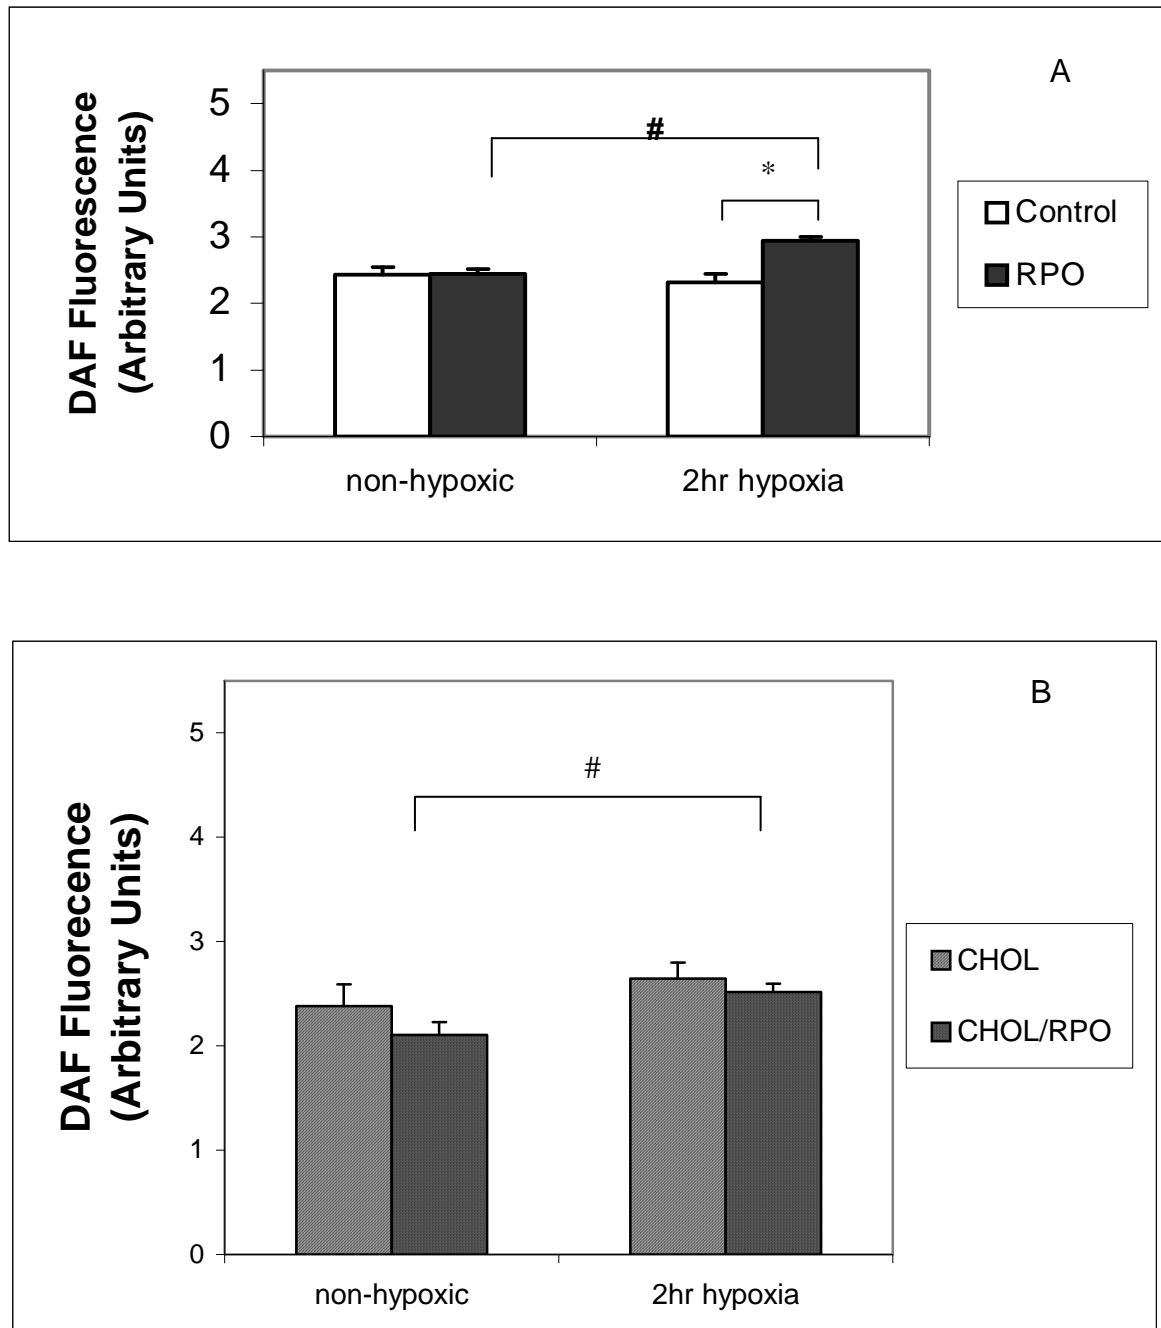 A
DAF Fluorescence
(Arbitrary Units)
5
4
3
2
1
0
#
*
Control
RPO
non-hypoxic
2hr hypoxia
B
DAF Fluorecence
(Arbitrary Units)
5
4
3
2
1
0
#
CHOL
CHOL/RPO
non-hypoxic
2hr hypoxia